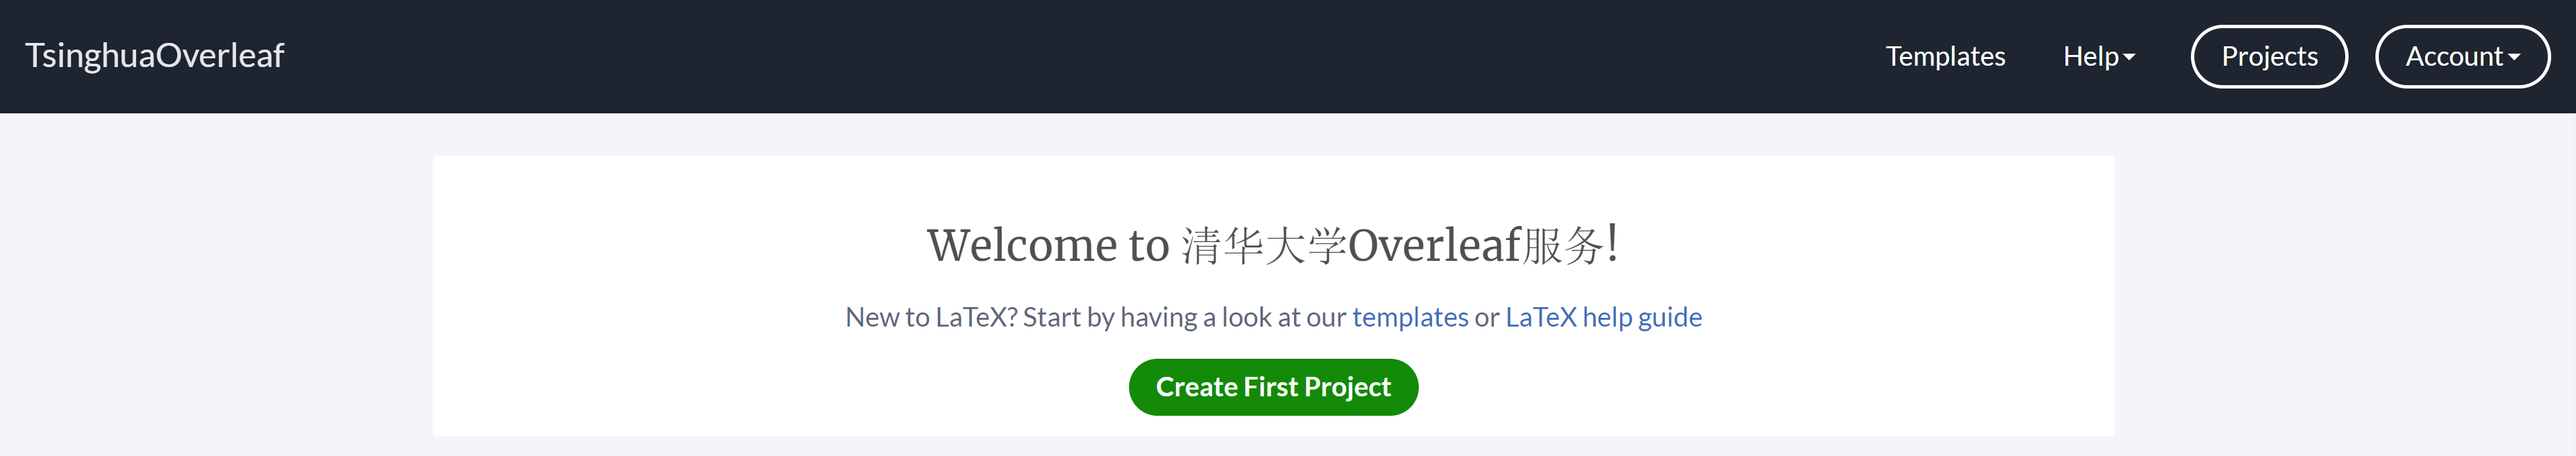 TsinghuaOverleaf Templates Help Projects Account
Welcome to 清华大学Overleaf服务!
New to LaTeX? Start by having a look at our templates or LaTeX help guide
Create First Project